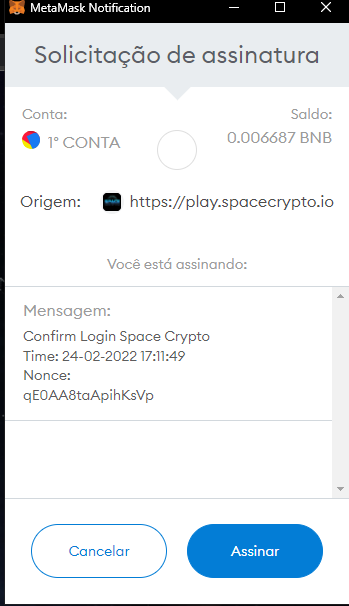 MetaMask Notification
Solicitação de assinatura
Conta:
Saldo:
1º CONTA
0.006687 BNB
Origem:
https://play.spacecrypto.io
Você está assinando:
Mensagem:
Confirm Login Space Crypto
Time: 24-02-2022 17:11:49
Nonce:
qE0AA8taApihKsVp
Cancelar
Assinar